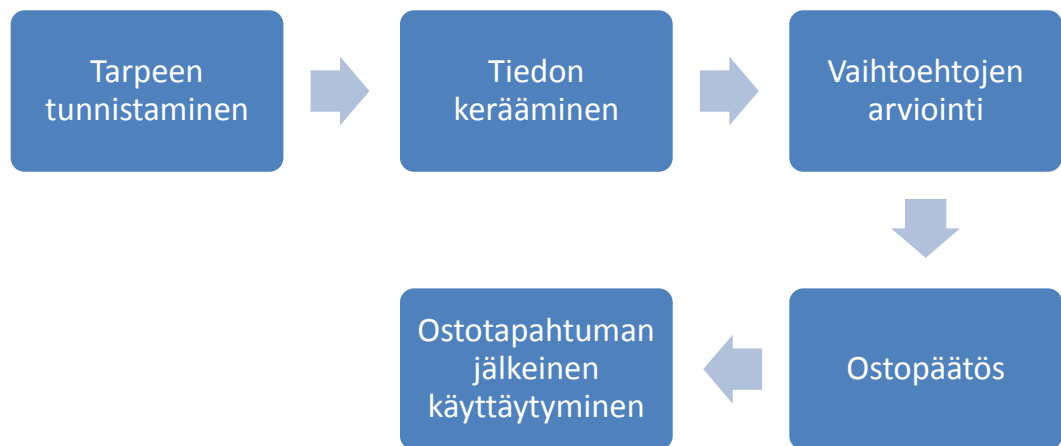 Tarpeen
tunnistaminen
Tiedon
kerääminen
Vaihtoehtojen
arviointi
Ostopäätös
Ostotapahtuman
jälkeinen
käyttäytyminen